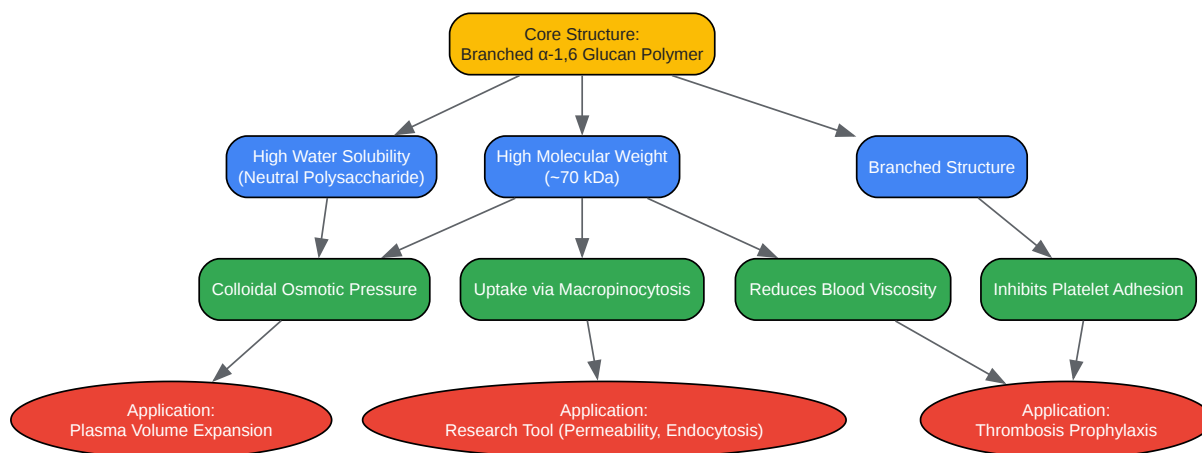 Core Structure:
Branched α-1,6 Glucan Polymer
High Water Solubility
(Neutral Polysaccharide)
High Molecular Weight
(~70 kDa)
Branched Structure
Colloidal Osmotic Pressure
Uptake via Macropinocytosis
Reduces Blood Viscosity
Inhibits Platelet Adhesion
Application:
Plasma Volume Expansion
Application:
Research Tool (Permeability, Endocytosis)
Application:
Thrombosis Prophylaxis